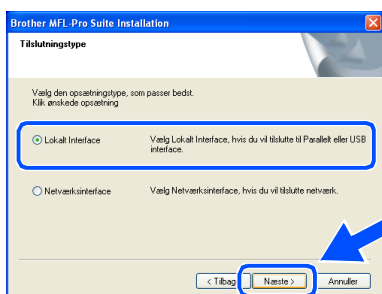 Brother MFL-Pro Suite Installation
Tilslutningstype
Vælg den opsætningstype, som passer bedst.
Klik ønskede opsætning
Lokalt Interface
Vælg Lokalt Interface, hvis du vil tilslutte til Parallelt eller USB
interface.
Netværksinterface
Vælg Netværksinterface, hvis du vil tilslutte netværk.
< Tilbage
Næste >
Annuller